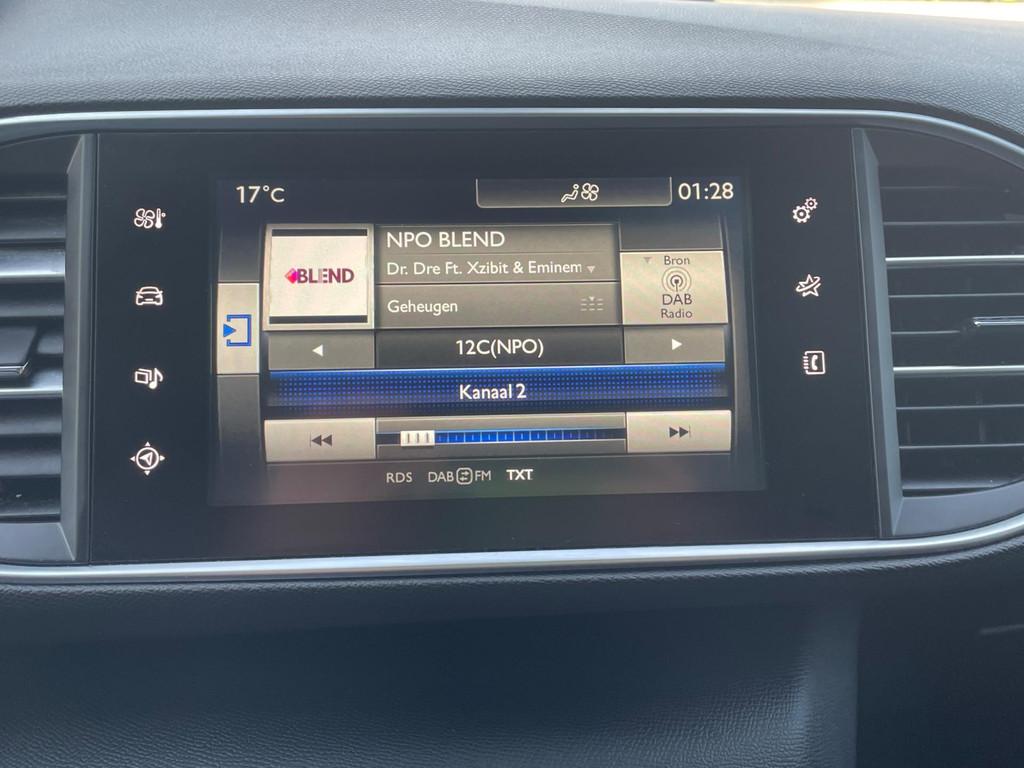 17°C
01:28
BLEND
NPO BLEND
Dr. Dre Ft. Xzibit & Eminem
Geheugen
Bron
DAB
Radio
12C(NPO)
Kanaal 2
RDS DAB FM TXT